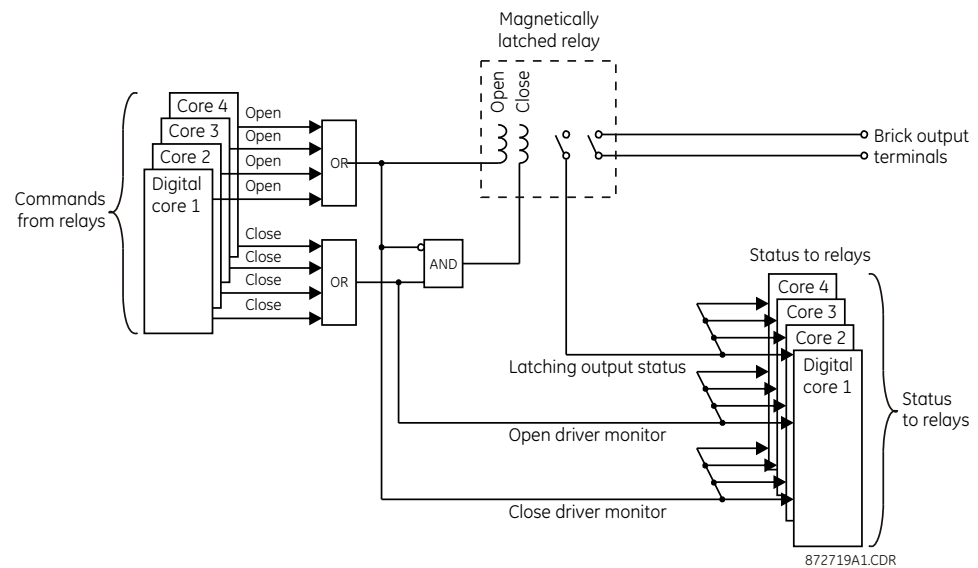 Magnetically
latched relay
Open
Close
Core 4
Core 3
Core 2
Digital
core 1
Open
Open
Open
Open
OR
Brick output
terminals
Commands
from relays
Close
Close
Close
Close
OR
AND
Status to relays
Core 4
Core 3
Core 2
Digital
core 1
Latching output status
Status
to relays
Open driver monitor
Close driver monitor
872719A1.CDR